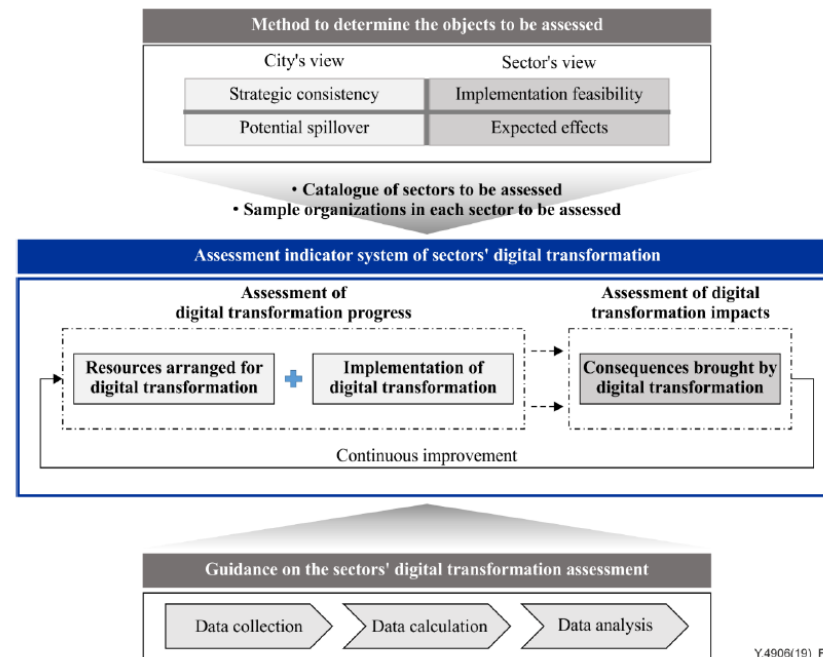 Method to determine the objects to be assessed
City's view
Sector's view
Strategic consistency
Implementation feasibility
Potential spillover
Expected effects
• Catalogue of sectors to be assessed
• Sample organizations in each sector to be assessed
Assessment indicator system of sectors' digital transformation
Assessment of
digital transformation progress
Assessment of digital
transformation impacts
Resources arranged for
digital transformation
Implementation of
digital transformation
Consequences brought by
digital transformation
Continuous improvement
Guidance on the sectors' digital transformation assessment
Data collection
Data calculation
Data analysis
Y.4906(19)